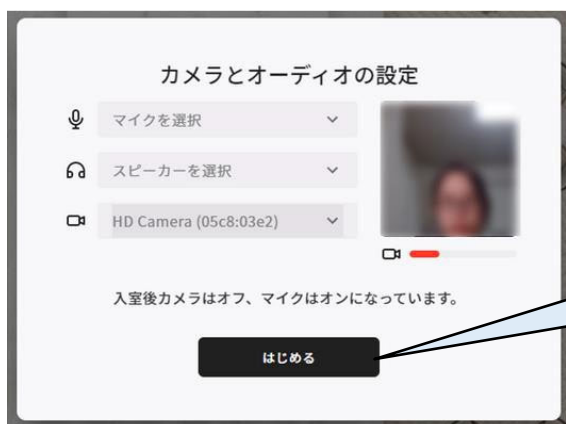 カメラとオーディオの設定
マイクを選択
スピーカーを選択
HD Camera (05c8:03e2)
入室後カメラはオフ、マイクはオンになっています。
はじめる